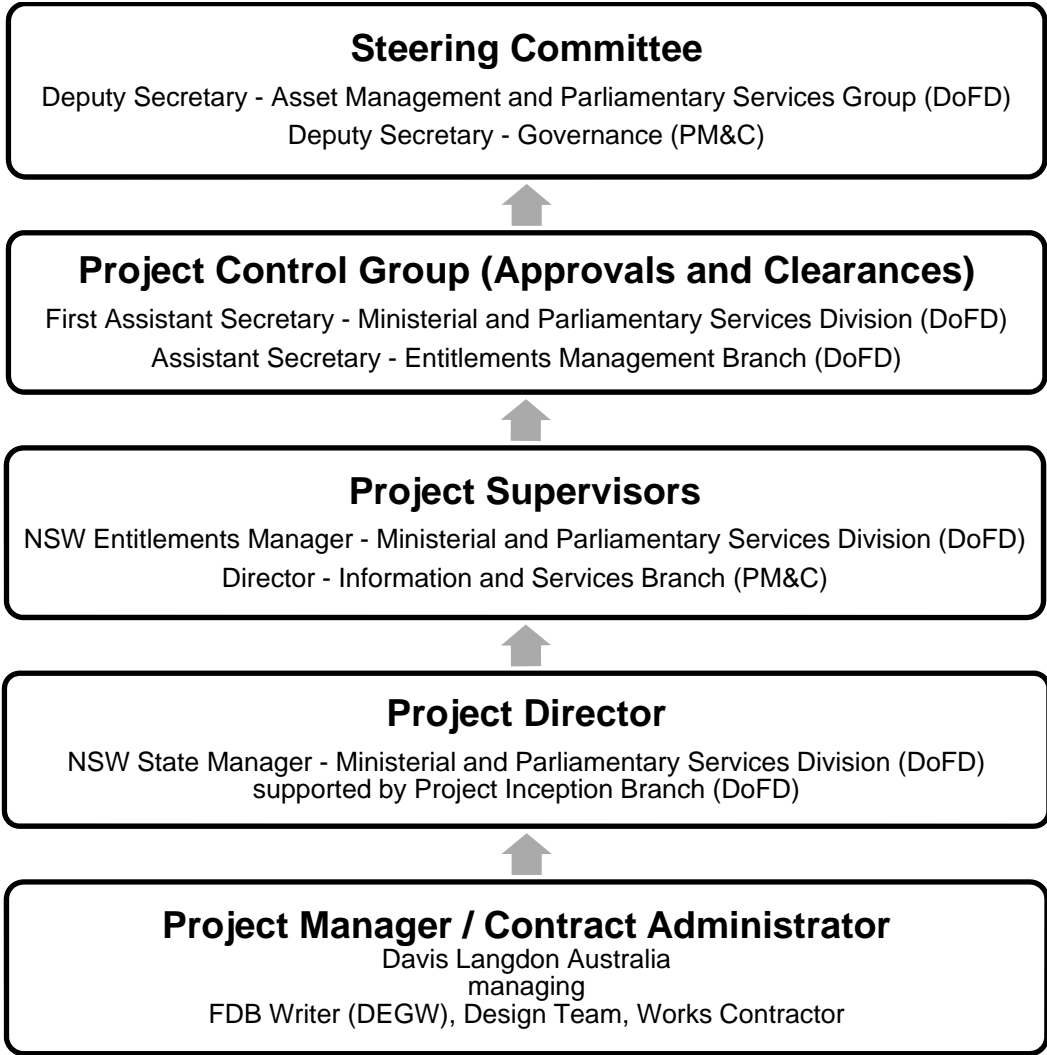 Steering Committee
Deputy Secretary - Asset Management and Parliamentary Services Group (DoFD)
Deputy Secretary - Governance (PM&C)
Project Control Group (Approvals and Clearances)
First Assistant Secretary - Ministerial and Parliamentary Services Division (DoFD)
Assistant Secretary - Entitlements Management Branch (DoFD)
Project Supervisors
NSW Entitlements Manager - Ministerial and Parliamentary Services Division (DoFD)
Director - Information and Services Branch (PM&C)
Project Director
NSW State Manager - Ministerial and Parliamentary Services Division (DoFD)
supported by Project Inception Branch (DoFD)
Project Manager / Contract Administrator
Davis Langdon Australia
managing
FDB Writer (DEGW), Design Team, Works Contractor